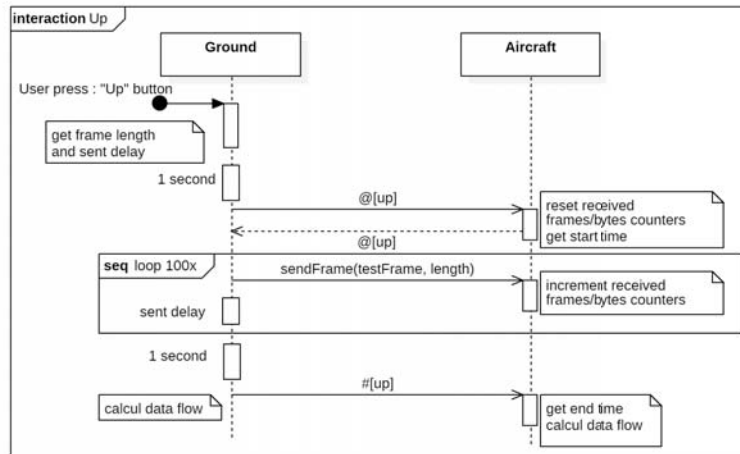 interaction Up
Ground
Aircraft
User press : "Up" button
get frame length
and sent delay
1 second
@[up]
reset received
frames/bytes counters
get start time
@[up]
seq loop 100x
sendFrame(testFrame, length)
increment received
frames/bytes counters
sent delay
1 second
#[up]
calcul data flow
get end time
calcul data flow